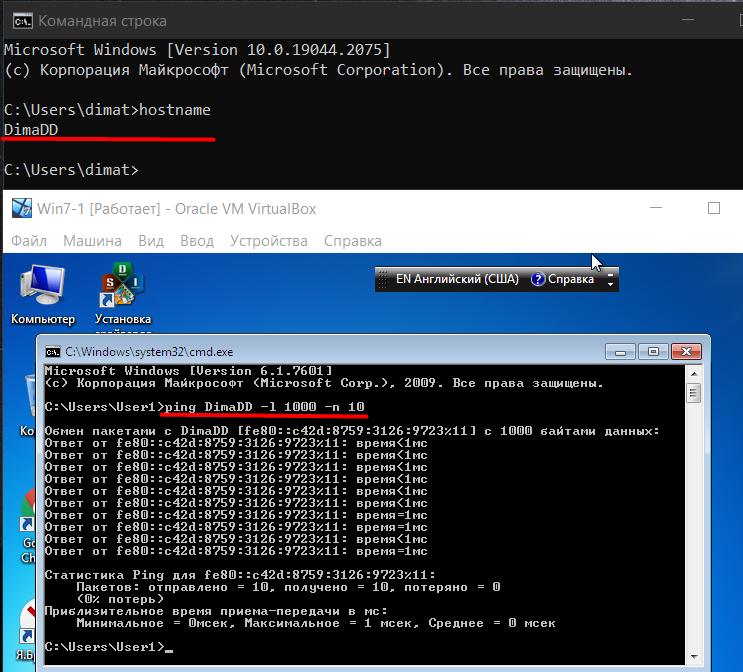 Командная строка
Microsoft Windows [Version 10.0.19044.2075]
(c) Корпорация Майкрософт (Microsoft Corporation). Все права защищены.
C:\Users\dimat>hostname
DimaDD
C:\Users\dimat>
Win7-1 [Работает] - Oracle VM VirtualBox
Файл Машина Вид Ввод Устройства Справка
EN Английский (США) Справка
Компьютер
Установка
C:\Windows\system32\cmd.exe
Microsoft Windows [Version 6.1.7601]
(c) Корпорация Майкрософт (Microsoft Corp.), 2009. Все права защищены.
C:\Users\User1>ping DimaDD -l 1000 -n 10
Обмен пакетами с DimaDD [fe80::c42d:8759:3126:9723%11] с 1000 байтами данных:
Ответ от fe80::c42d:8759:3126:9723%11: время<1мс
Ответ от fe80::c42d:8759:3126:9723%11: время<1мс
Ответ от fe80::c42d:8759:3126:9723%11: время<1мс
Ответ от fe80::c42d:8759:3126:9723%11: время<1мс
Ответ от fe80::c42d:8759:3126:9723%11: время<1мс
Ответ от fe80::c42d:8759:3126:9723%11: время<1мс
Ответ от fe80::c42d:8759:3126:9723%11: время=1мс
Ответ от fe80::c42d:8759:3126:9723%11: время=1мс
Ответ от fe80::c42d:8759:3126:9723%11: время<1мс
Ответ от fe80::c42d:8759:3126:9723%11: время=1мс
Статистика Ping для fe80::c42d:8759:3126:9723%11:
Пакетов: отправлено = 10, получено = 10, потеряно = 0
(0% потерь)
Приблизительное время приема-передачи в мс:
Минимальное = 0мсек, Максимальное = 1 мсек, Среднее = 0 мсек
C:\Users\User1>_
Ко
Go
Ch
Я.Бр